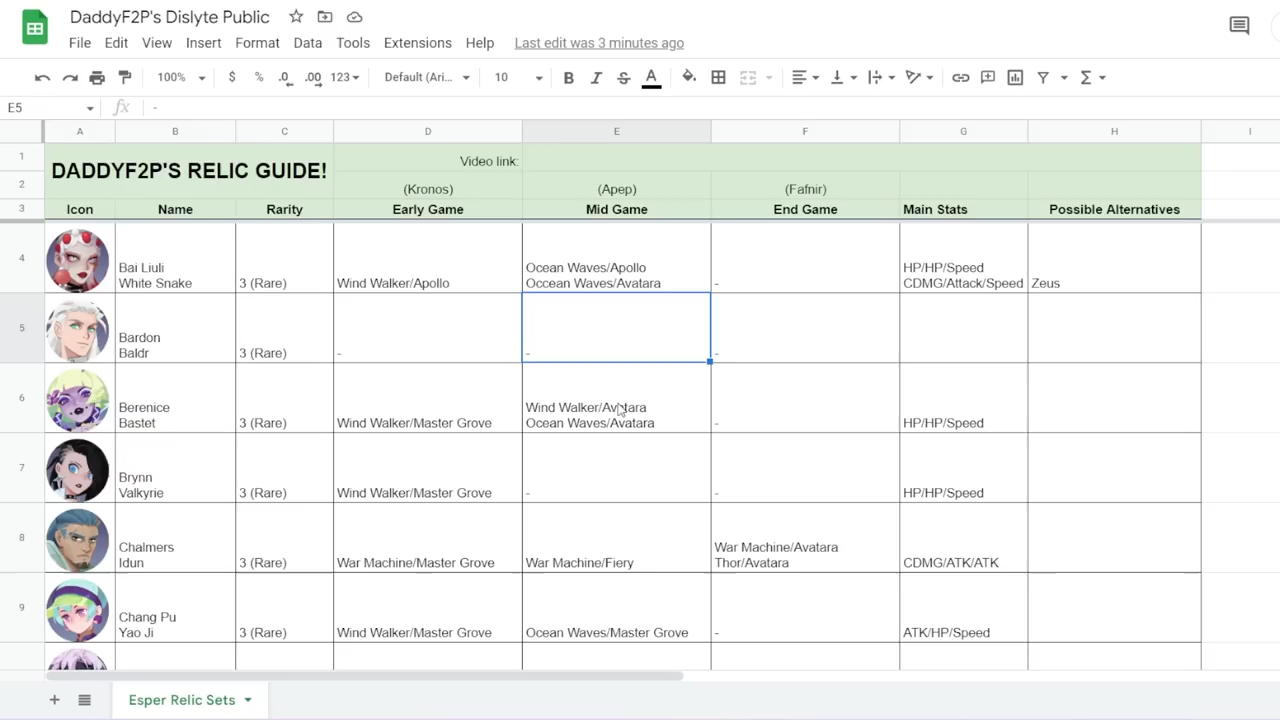 DaddyF2P's Dislyte Public
File Edit View Insert Format Data Tools Extensions Help Last edit was 3 minutes ago
100% $ % .0 .00 123 Default (Ari... 10 B I S A
E5 fx -
A B C D E F G H I
1 DADDYF2P'S RELIC GUIDE! Video link:
2 (Kronos) (Apep) (Fafnir)
3 Icon Name Rarity Early Game Mid Game End Game Main Stats Possible Alternatives
4 Bai Liuli Ocean Waves/Apollo HP/HP/Speed
White Snake 3 (Rare) Wind Walker/Apollo Occean Waves/Avatara - CDMG/Attack/Speed Zeus
5 Bardon
Baldr 3 (Rare) - - -
6 Berenice Wind Walker/Avatara
Bastet 3 (Rare) Wind Walker/Master Grove Ocean Waves/Avatara - HP/HP/Speed
7 Brynn
Valkyrie 3 (Rare) Wind Walker/Master Grove - - HP/HP/Speed
8 Chalmers War Machine/Avatara
Idun 3 (Rare) War Machine/Master Grove War Machine/Fiery Thor/Avatara CDMG/ATK/ATK
9 Chang Pu
Yao Ji 3 (Rare) Wind Walker/Master Grove Ocean Waves/Master Grove - ATK/HP/Speed
Esper Relic Sets